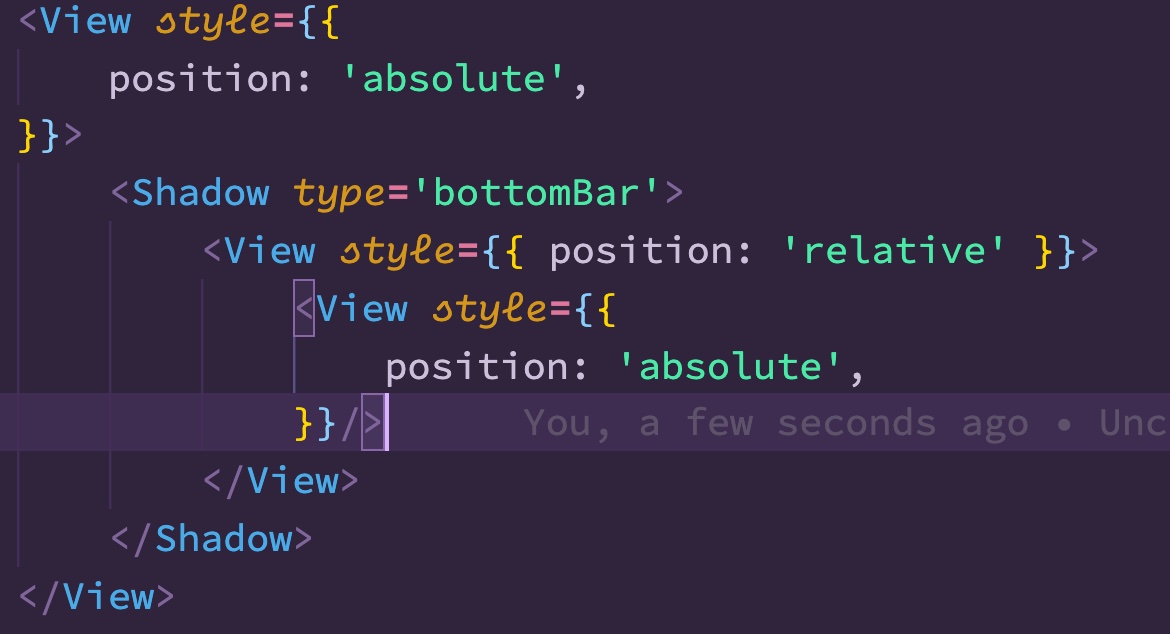 <View style={{
position: 'absolute',
}}>
<Shadow type='bottomBar'>
<View style={{ position: 'relative' }}>
<View style={{
position: 'absolute',
}}/> You, a few seconds ago • Unc
</View>
</Shadow>
</View>